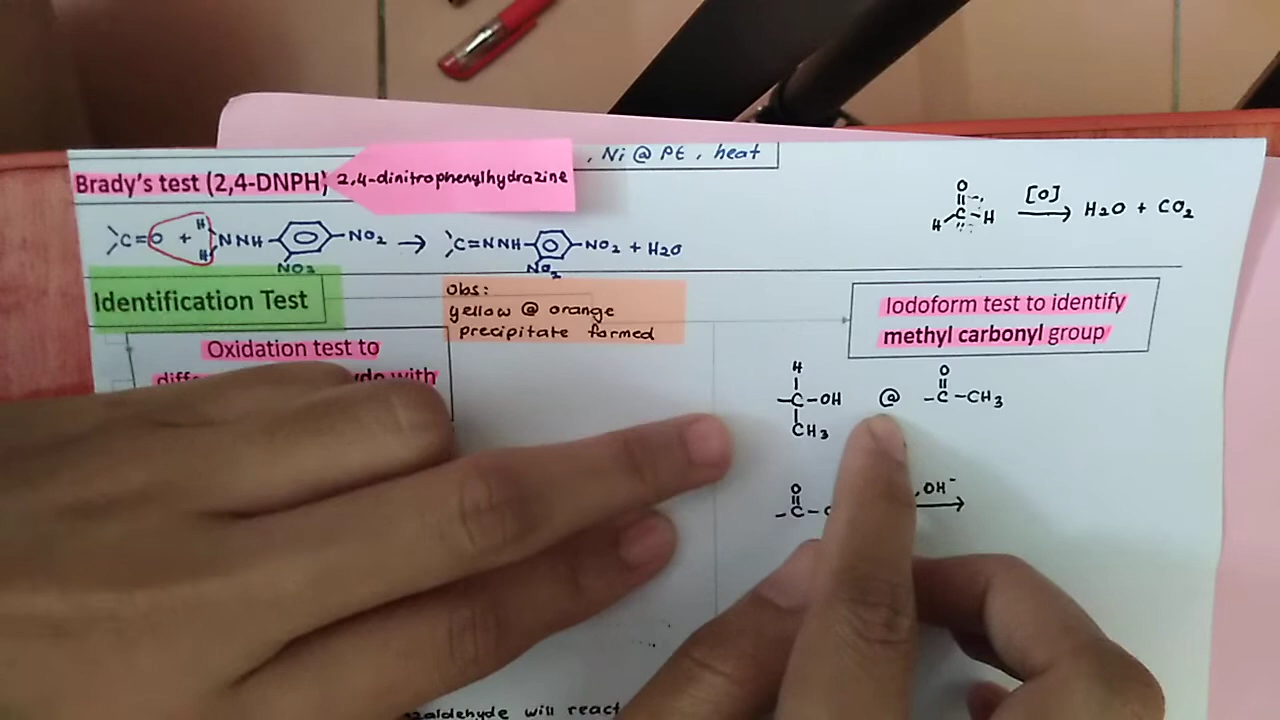 , Ni @ Pt , heat
Brady's test (2,4-DNPH) 2,4-dinitrophenylhydrazine
C=O + H H NNH NO2 NO2 → C=NNH NO2 NO2 + H2O
O H C H [O] → H2O + CO2
Identification Test
Obs:
yellow @ orange
precipitate formed
Oxidation test to
with
Iodoform test to identify
methyl carbonyl group
H
-C-OH @ O -C-CH3
CH3
O -C- , OH⁻ →
will react